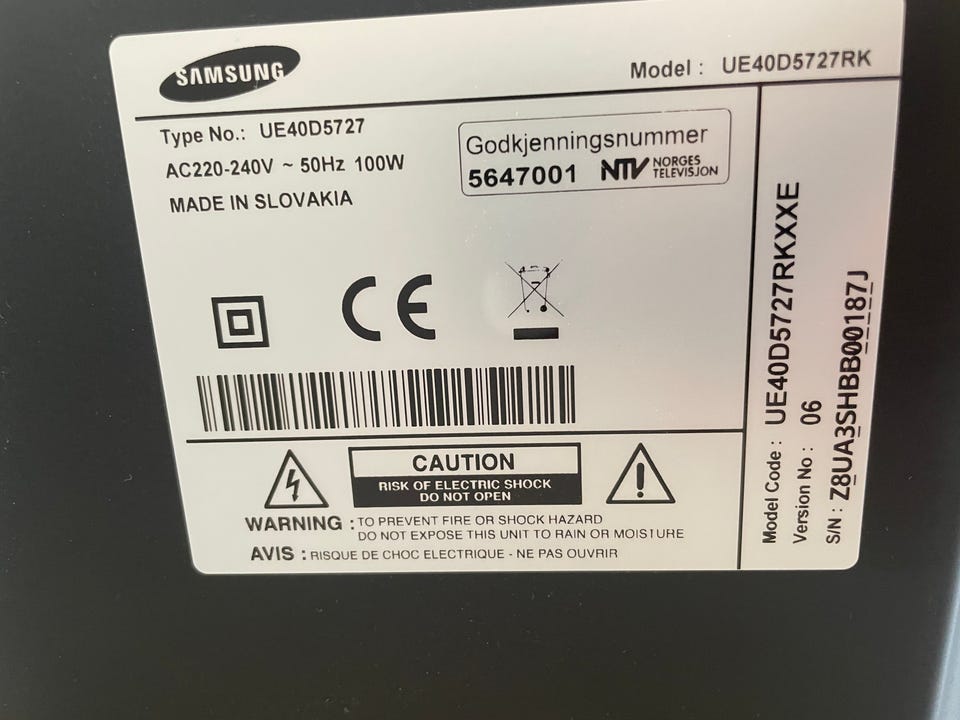 SAMSUNG
Model : UE40D5727RK
Type No.: UE40D5727
AC220-240V ~ 50Hz 100W
MADE IN SLOVAKIA
Godkjenningsnummer
5647001 NTV NORGES TELEVISJON
CE
CAUTION
RISK OF ELECTRIC SHOCK
DO NOT OPEN
WARNING : TO PREVENT FIRE OR SHOCK HAZARD
DO NOT EXPOSE THIS UNIT TO RAIN OR MOISTURE
AVIS : RISQUE DE CHOC ELECTRIQUE - NE PAS OUVRIR
Model Code : UE40D5727RKXXE
Version No : 06
S/N : Z8UA3SHBB00187J